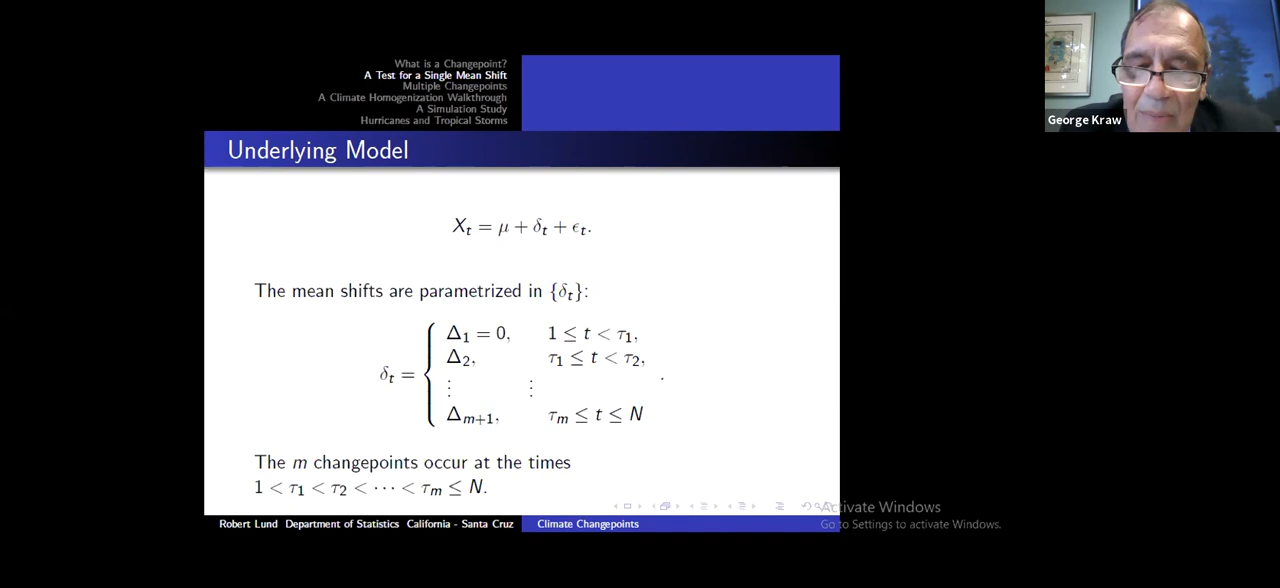 What is a Changepoint?
A Test for a Single Mean Shift
Multiple Changepoints
A Climate Homogenization Walkthrough
A Simulation Study
Hurricanes and Tropical Storms
George Kraw
Underlying Model
X_t = μ + δ_t + ϵ_t.
The mean shifts are parametrized in {δ_t}:
δ_t = { Δ_1 = 0, 1 ≤ t < τ_1,
Δ_2, τ_1 ≤ t < τ_2,
⋮ ⋮ .
Δ_{m+1}, τ_m ≤ t ≤ N
The m changepoints occur at the times
1 < τ_1 < τ_2 < ⋯ < τ_m ≤ N.
Activate Windows
Go to Settings to activate Windows.
Robert Lund Department of Statistics California - Santa Cruz Climate Changepoints